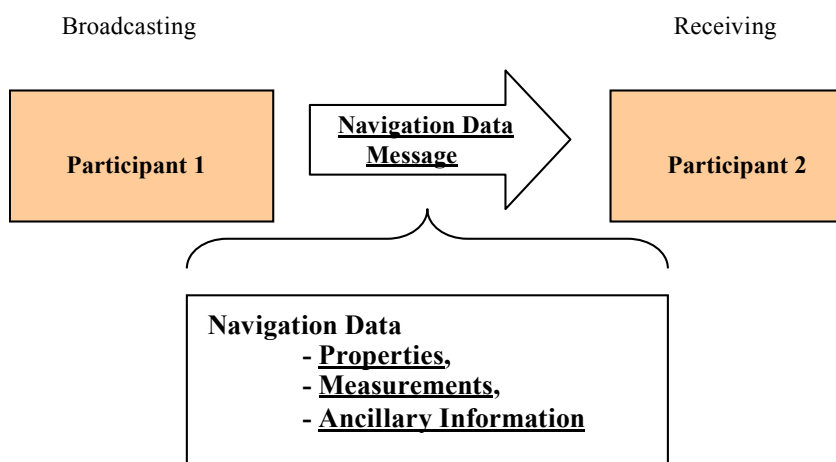 Broadcasting
Receiving
Participant 1
Navigation Data
Message
Participant 2
Navigation Data
- Properties,
- Measurements,
- Ancillary Information